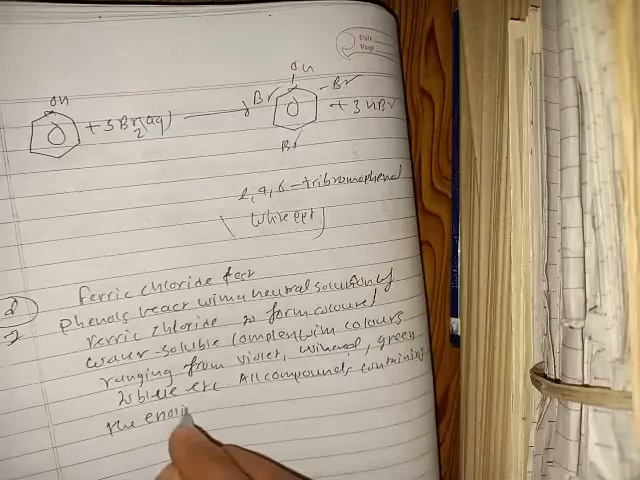 Date
Page
OH
OH
+ 3Br2(aq) → Br Br + 3HBr
Br
2,4,6-tribromophenol
(white ppt)
d
Ferric chloride test
Phenols react with a neutral solution of
Ferric chloride to form coloured
water-soluble complex with colours
ranging from violet, wine red, green
to blue etc. All compounds containing
the enoli